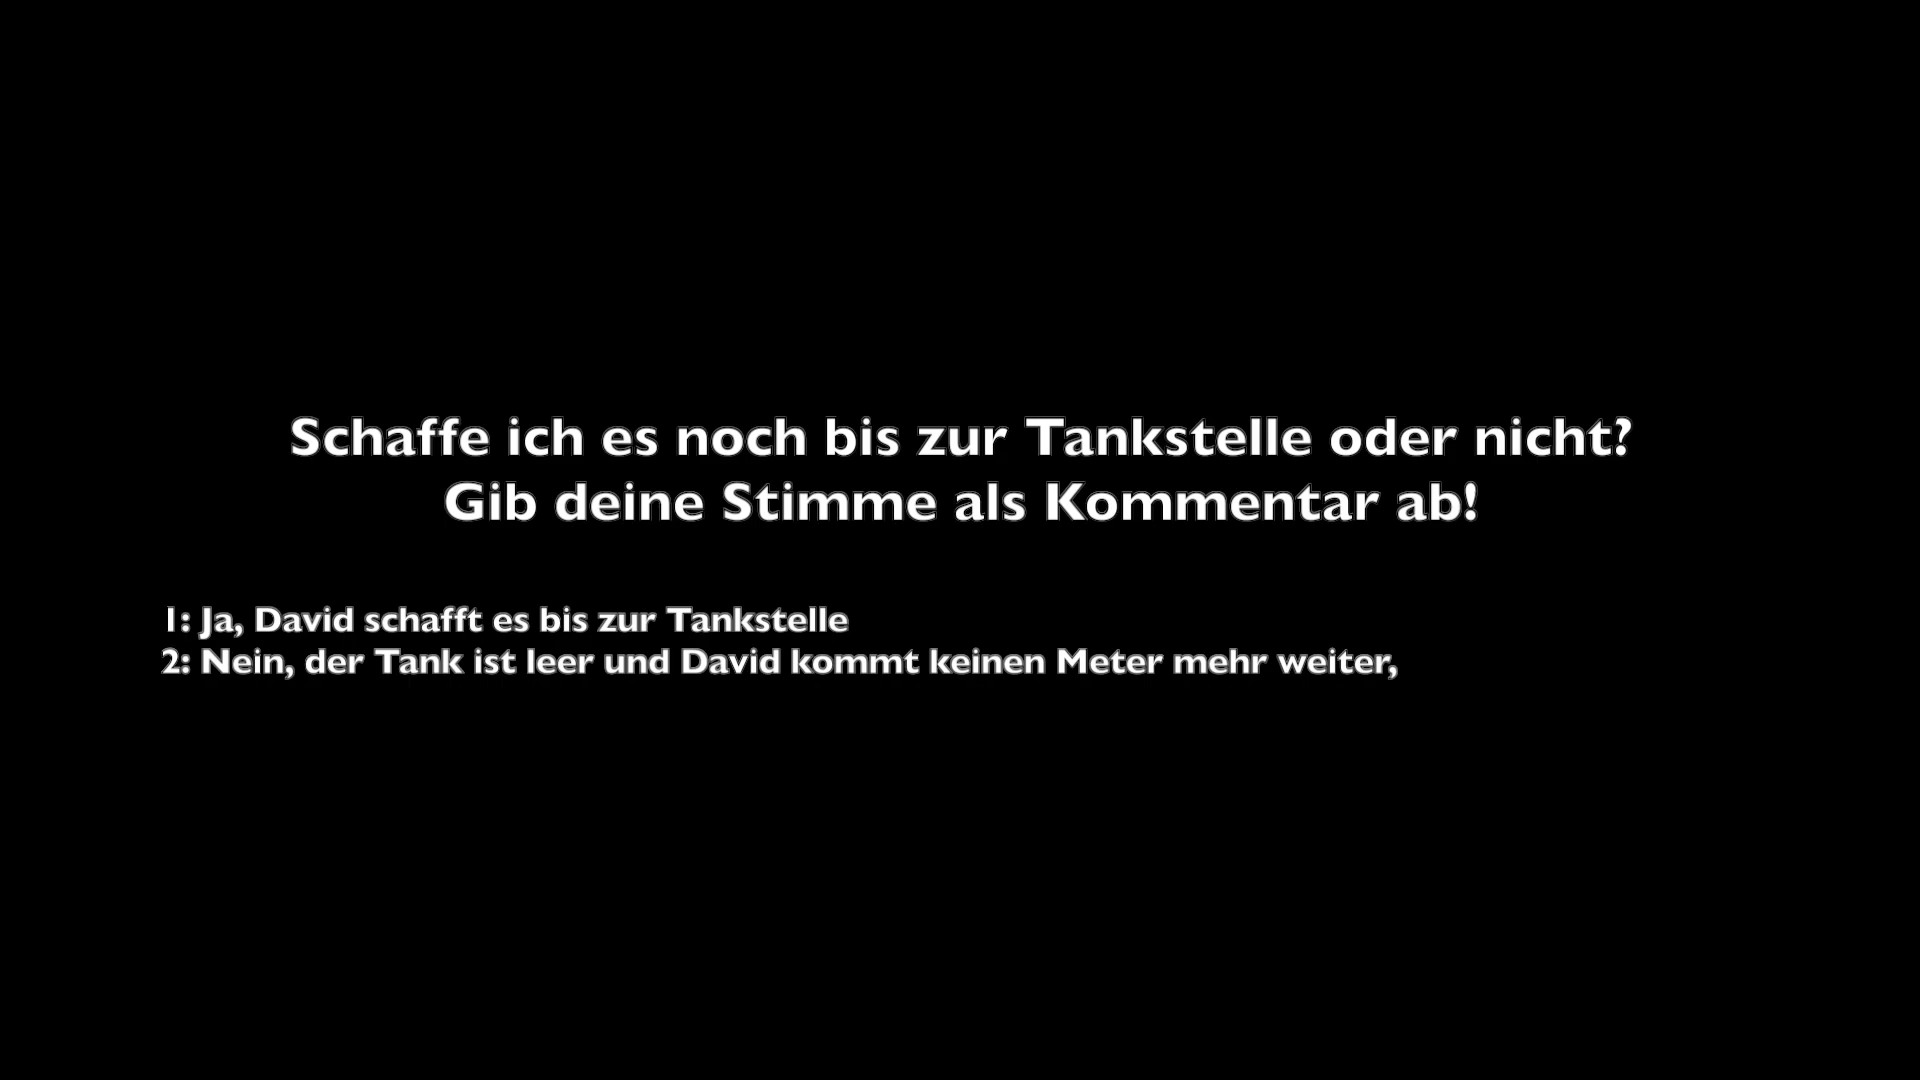 Schaffe ich es noch bis zur Tankstelle oder nicht?
Gib deine Stimme als Kommentar ab!
1: Ja, David schafft es bis zur Tankstelle
2: Nein, der Tank ist leer und David kommt keinen Meter mehr weiter,